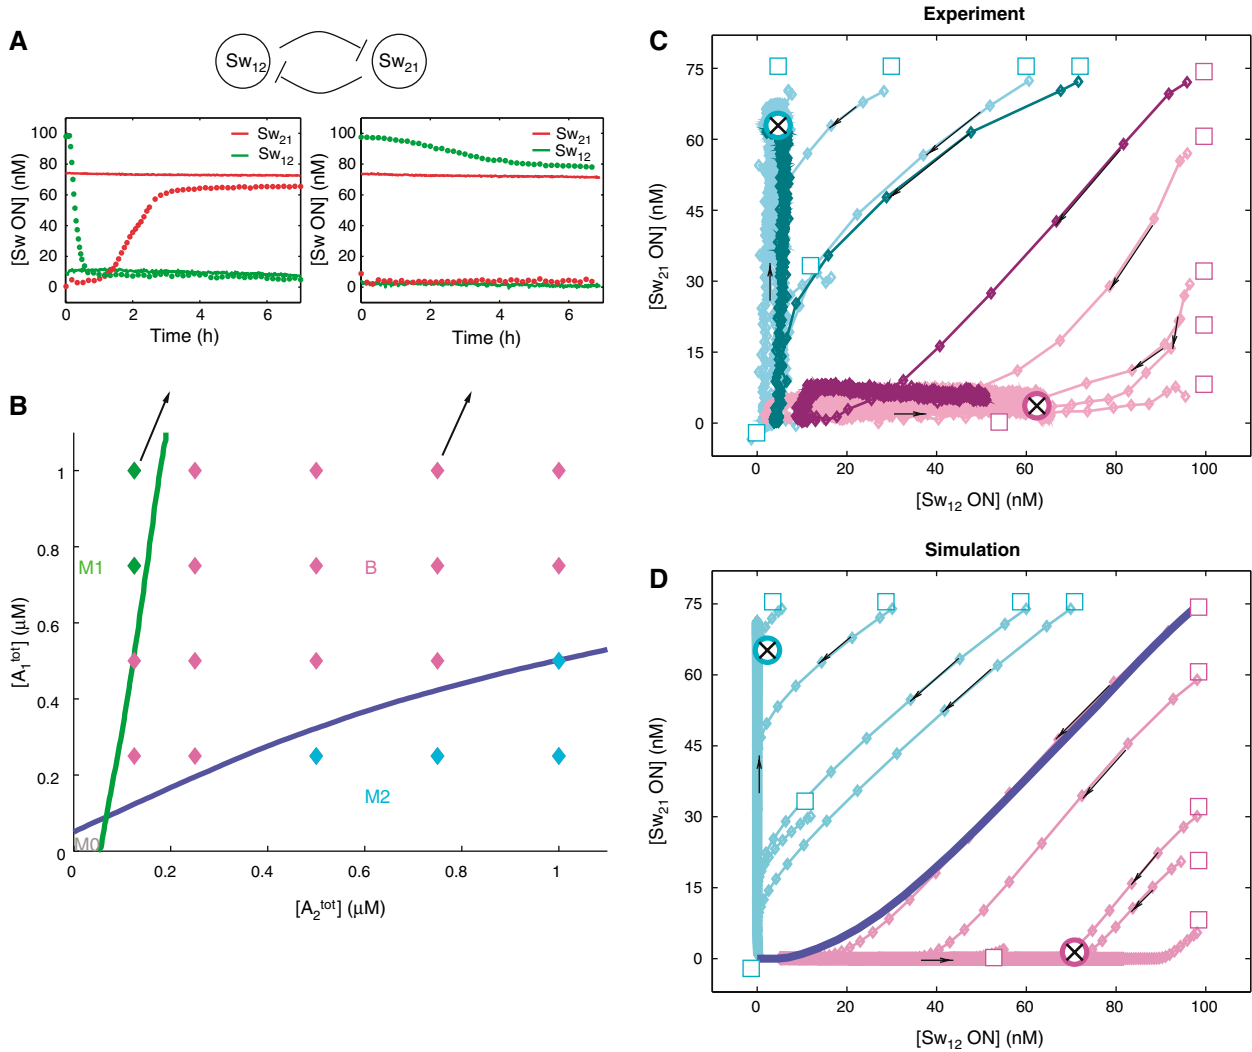 A
Sw12
Sw21
[Sw ON] (nM)
100
80
60
40
20
0
Sw21
Sw12
0
2
4
6
Time (h)
[Sw ON] (nM)
100
80
60
40
20
0
Sw21
Sw12
0
2
4
6
Time (h)
B
[A1tot] (µM)
1
0.8
0.6
0.4
0.2
0
M1
B
M2
M0
0
0.2
0.4
0.6
0.8
1
[A2tot] (µM)
Experiment
C
[Sw21 ON] (nM)
75
60
45
30
15
0
0
20
40
60
80
100
[Sw12 ON] (nM)
Simulation
D
[Sw21 ON] (nM)
75
60
45
30
15
0
0
20
40
60
80
100
[Sw12 ON] (nM)